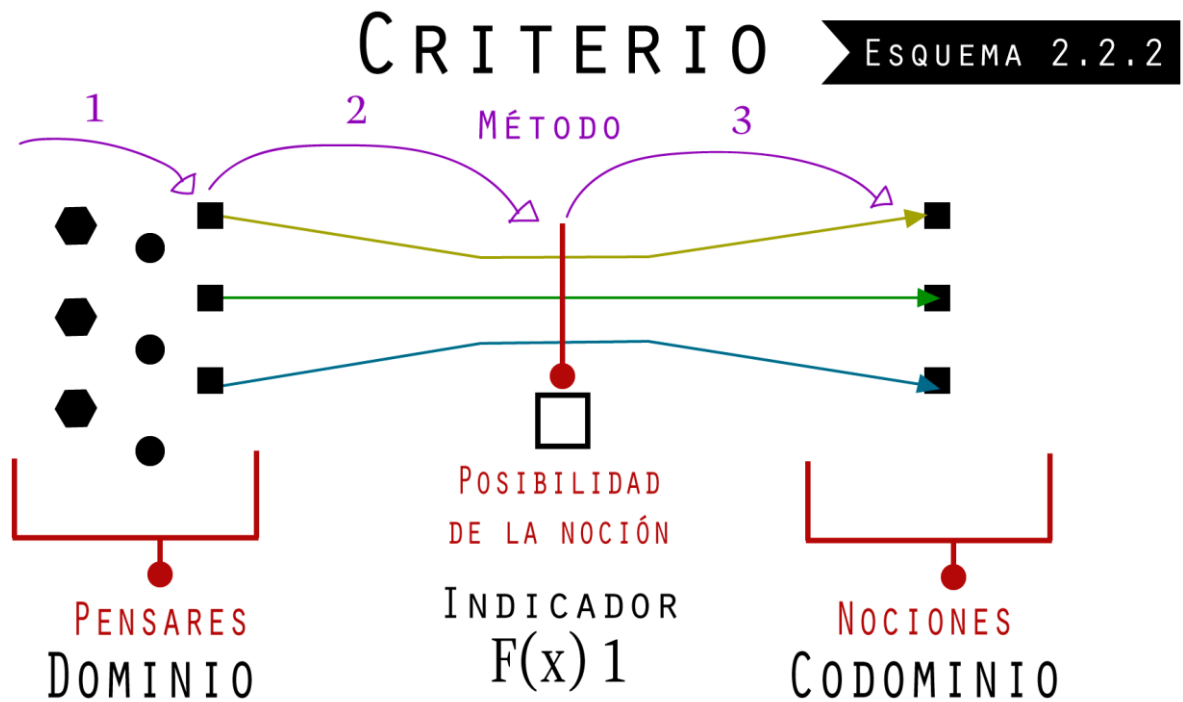 CRITERIO
ESQUEMA 2.2.2
1
2
MÉTODO
3
POSIBILIDAD
DE LA NOCIÓN
INDICADOR
F(x) 1
PENSARES
DOMINIO
NOCIONES
CODOMINIO